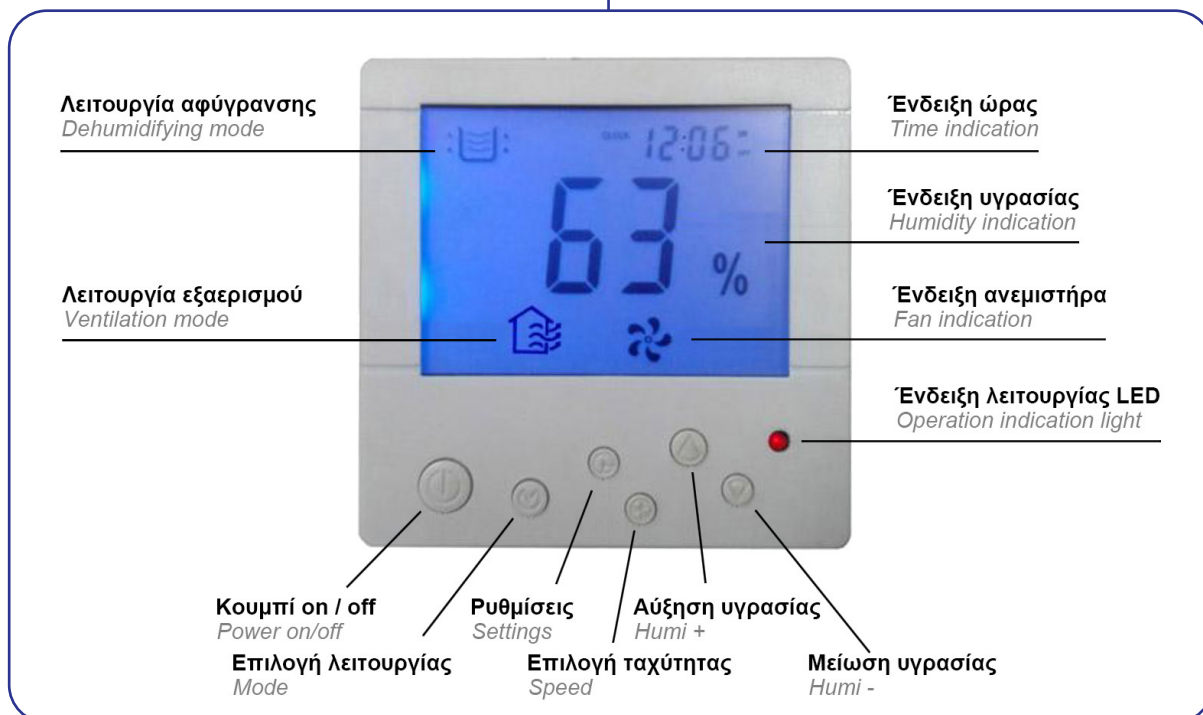 Λειτουργία αφύγρανσης
Dehumidifying mode
Ένδειξη ώρας
Time indication
CLOCK 12:06
63 %
Ένδειξη υγρασίας
Humidity indication
Λειτουργία εξαερισμού
Ventilation mode
Ένδειξη ανεμιστήρα
Fan indication
Ένδειξη λειτουργίας LED
Operation indication light
Κουμπί on / off
Power on/off
Ρυθμίσεις
Settings
Αύξηση υγρασίας
Humi +
Επιλογή λειτουργίας
Mode
Επιλογή ταχύτητας
Speed
Μείωση υγρασίας
Humi -